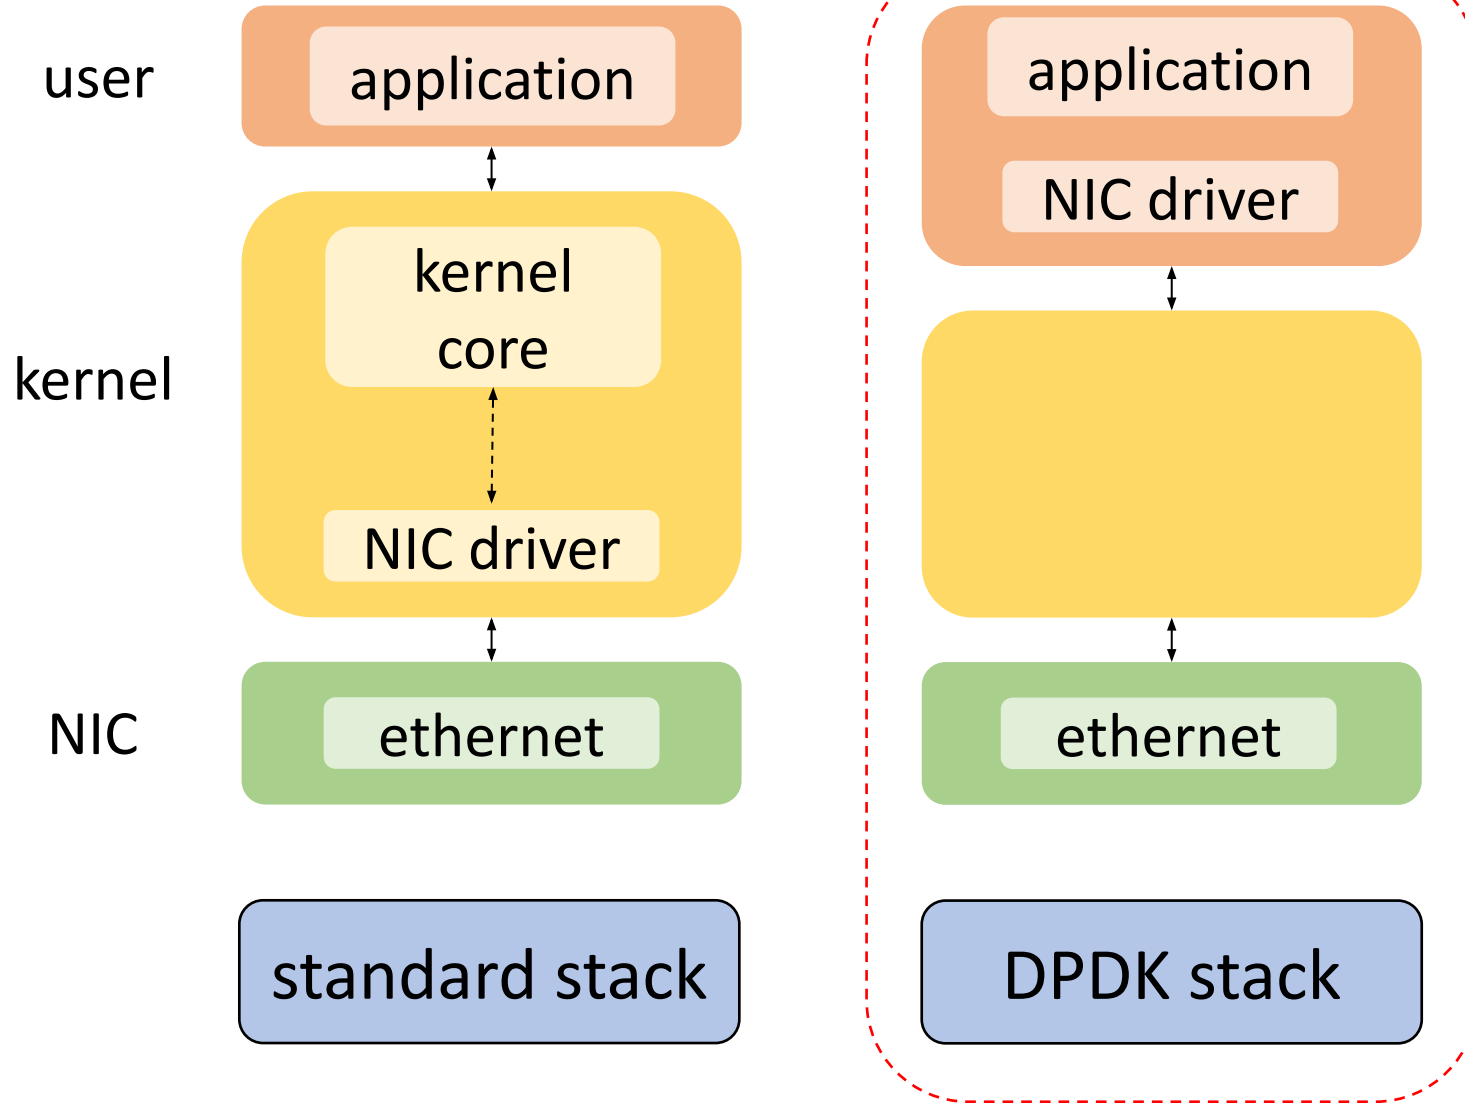 user
application
kernel
kernel
core
NIC driver
NIC
ethernet
standard stack
application
NIC driver
ethernet
DPDK stack